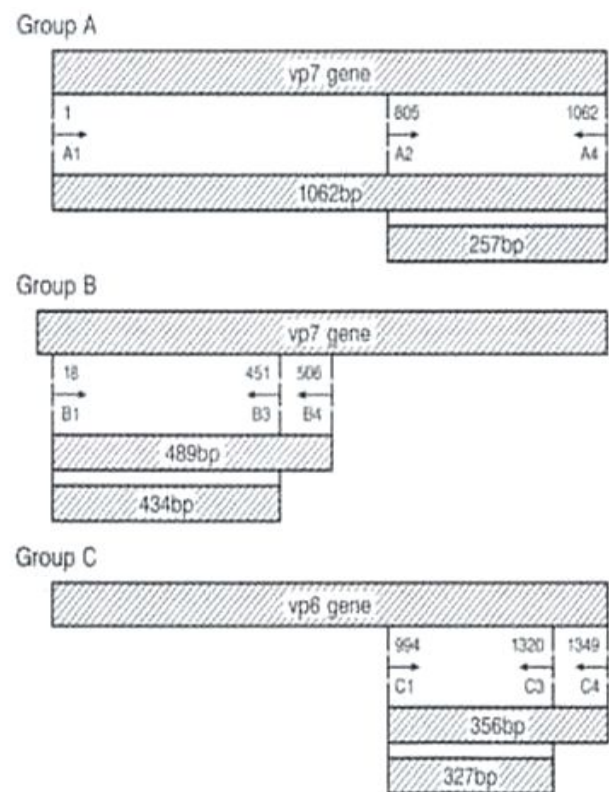 Group A
vp7 gene
1 805 1062
A1 A2 A4
1062bp
257bp
Group B
vp7 gene
18 451 506
B1 B3 B4
489bp
434bp
Group C
vp6 gene
994 1320 1349
C1 C3 C4
356bp
327bp